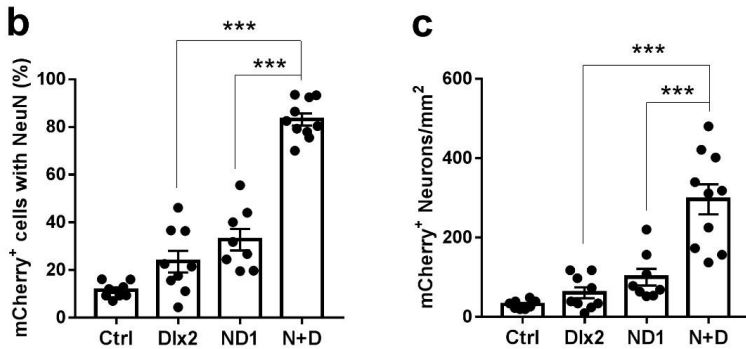 b
mCherry⁺ cells with NeuN (%)
100
80
60
40
20
0
Ctrl Dlx2 ND1 N+D
***
***
c
mCherry⁺ Neurons/mm²
600
400
200
0
Ctrl Dlx2 ND1 N+D
***
***